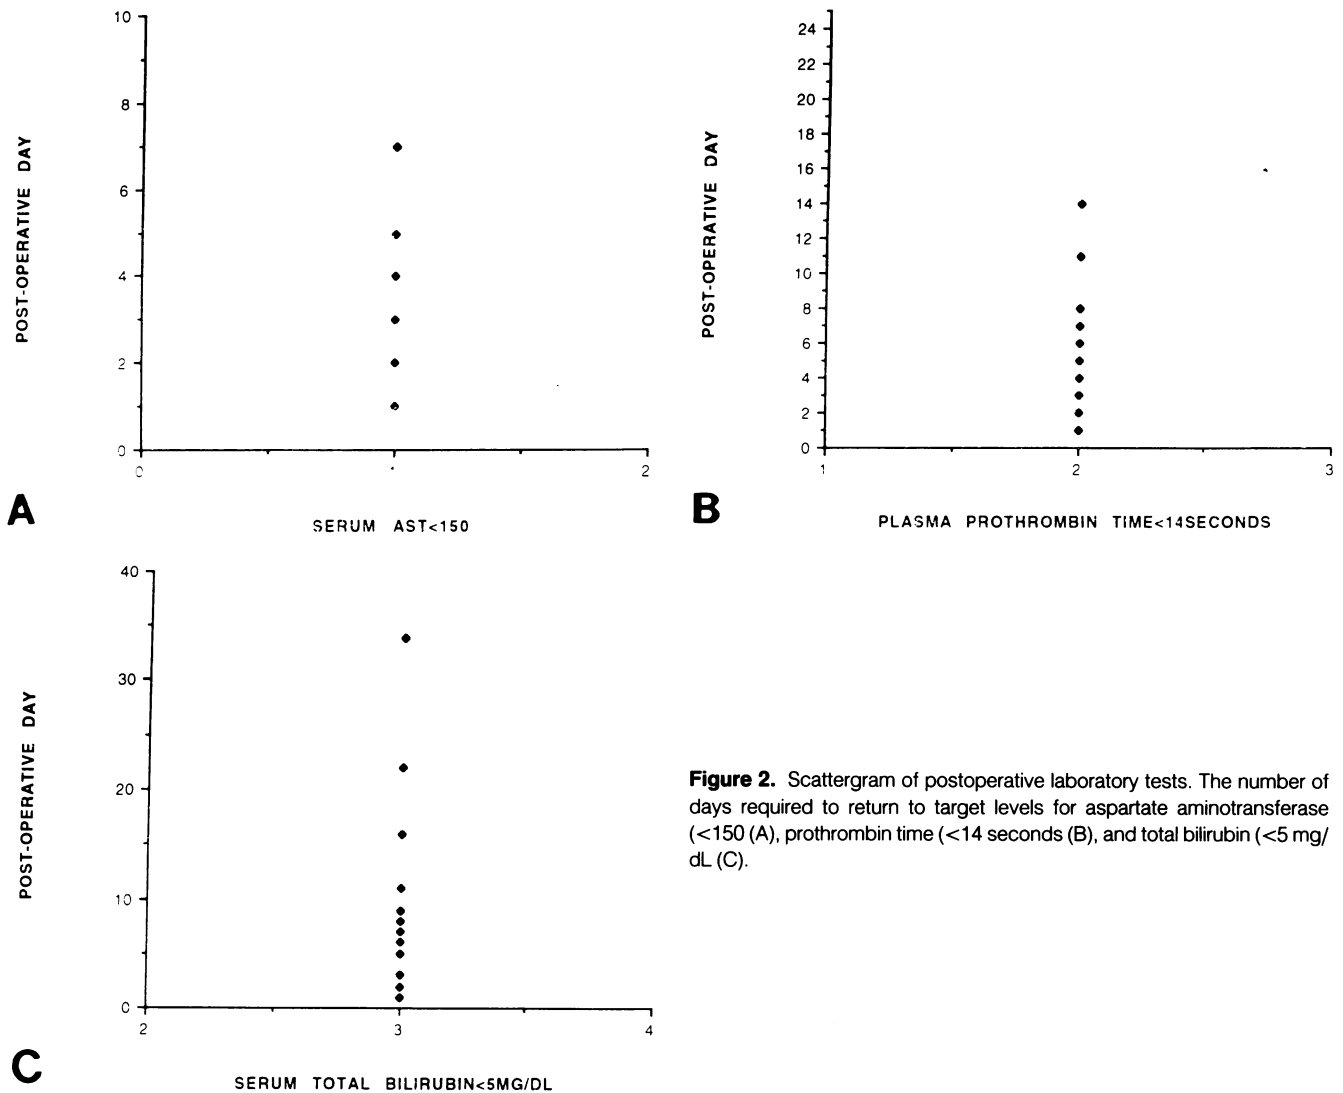 10
8
6
4
2
0
POST-OPERATIVE DAY
0 1 2
A
SERUM AST<150
24
22
20
18
16
14
12
10
8
6
4
2
0
POST-OPERATIVE DAY
1 2 3
B
PLASMA PROTHROMBIN TIME<14SECONDS
40
30
20
10
0
POST-OPERATIVE DAY
2 3 4
C
SERUM TOTAL BILIRUBIN<5MG/DL
Figure 2. Scattergram of postoperative laboratory tests. The number of
days required to return to target levels for aspartate aminotransferase
(<150 (A), prothrombin time (<14 seconds (B), and total bilirubin (<5 mg/
dL (C).